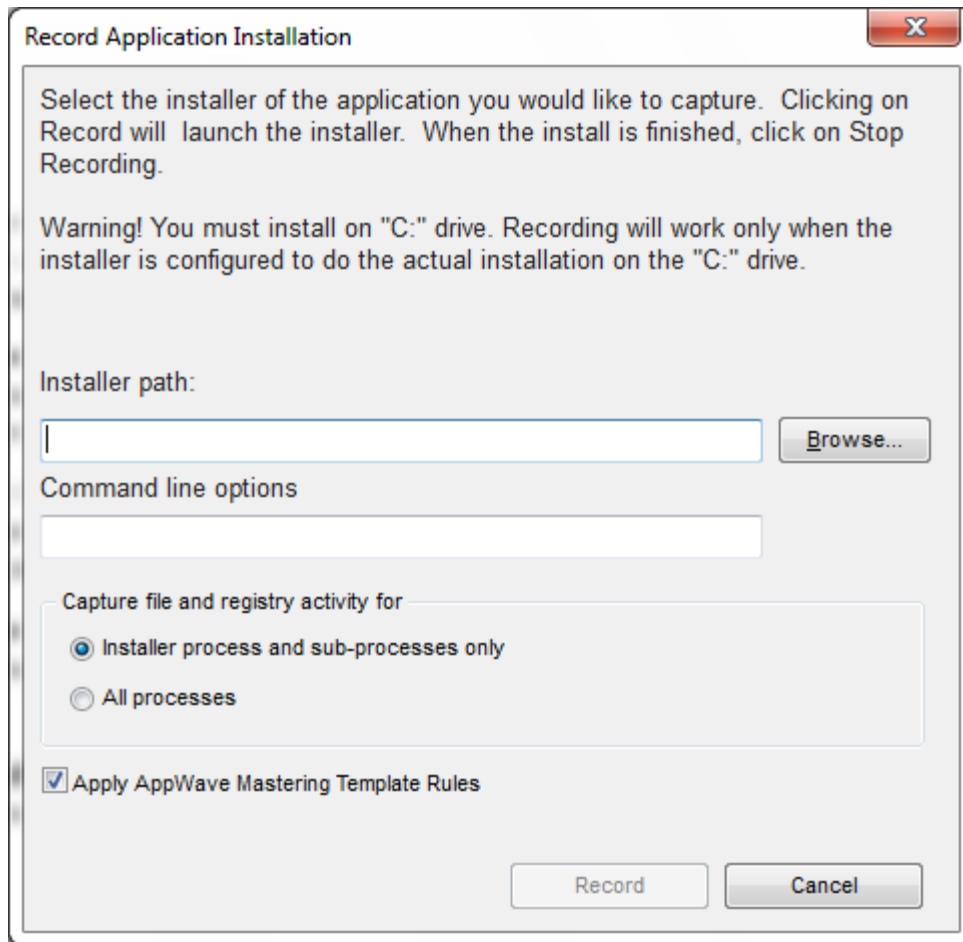 Record Application Installation
Select the installer of the application you would like to capture.  Clicking on
Record will  launch the installer.  When the install is finished, click on Stop
Recording.
Warning! You must install on "C:" drive. Recording will work only when the
installer is configured to do the actual installation on the "C:" drive.
Installer path:
Browse...
Command line options
Capture file and registry activity for
Installer process and sub-processes only
All processes
Apply AppWave Mastering Template Rules
Record
Cancel